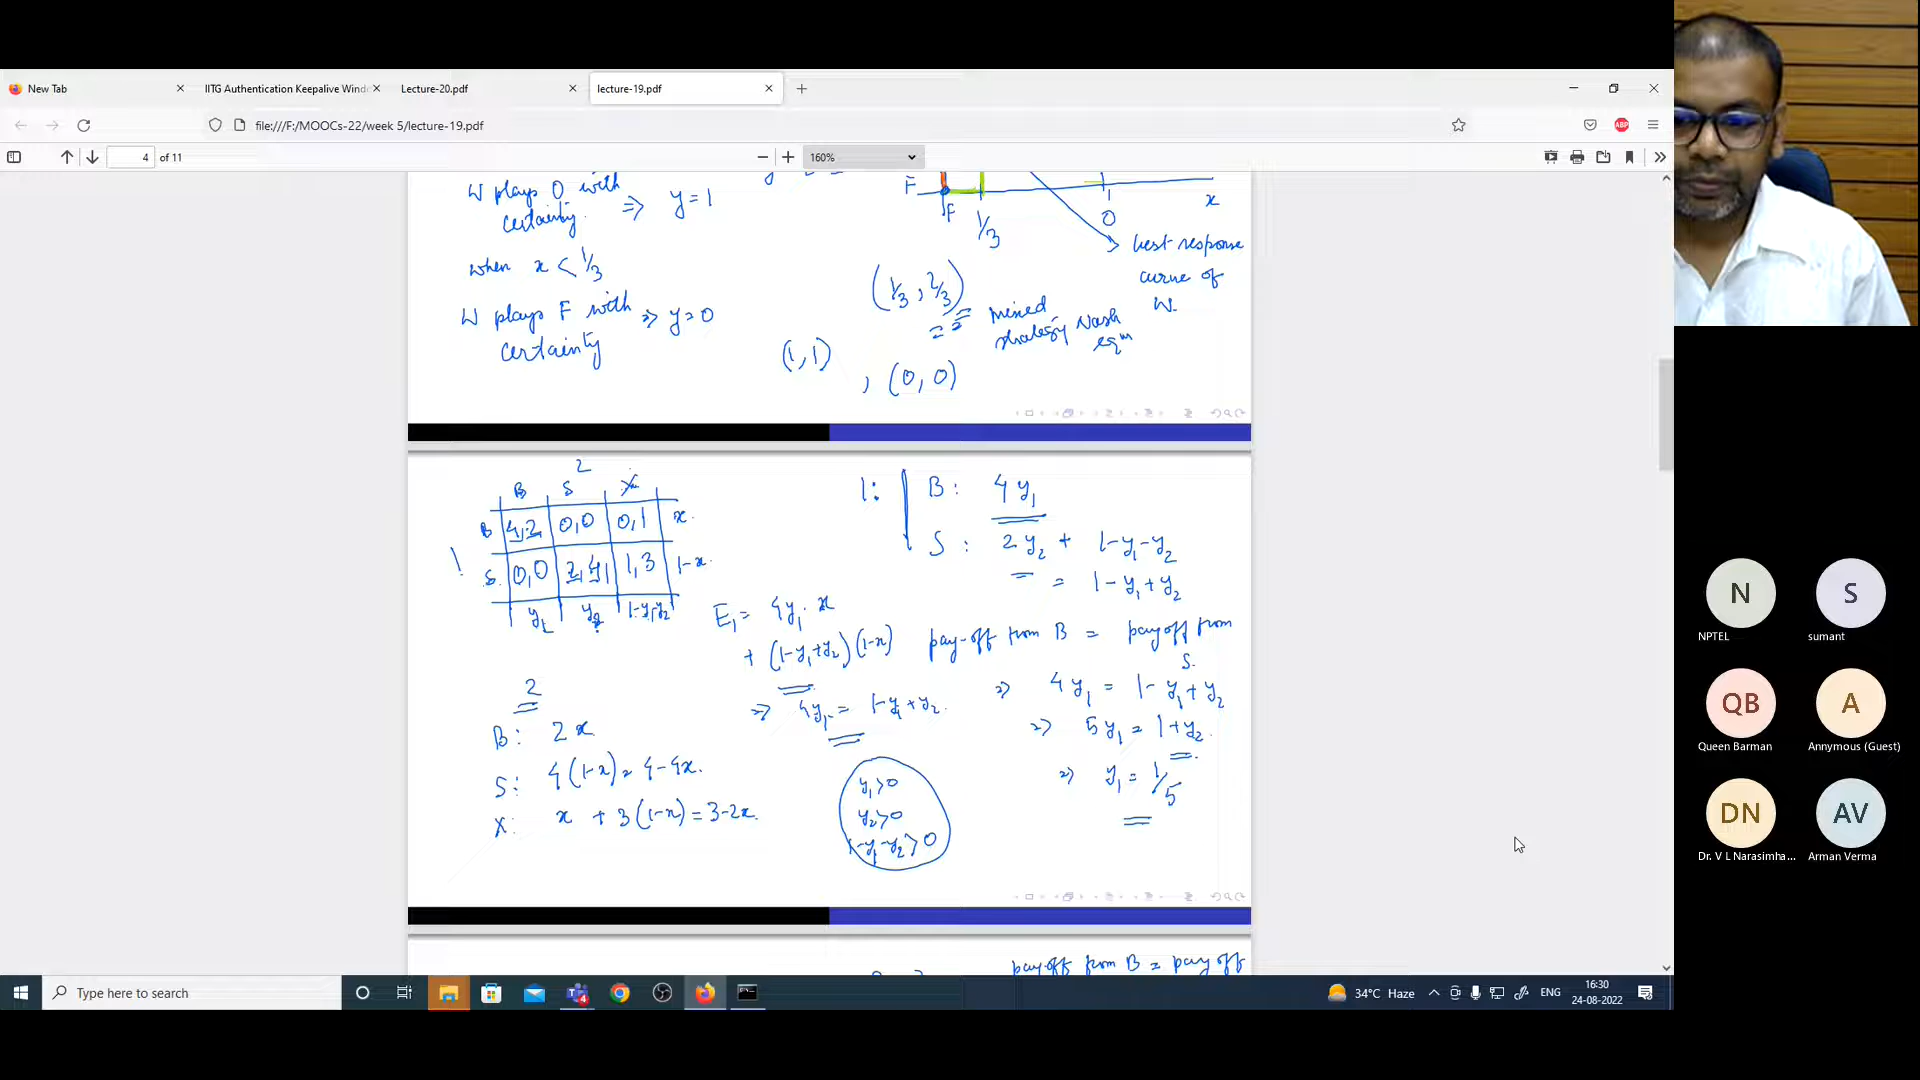 New Tab
IITG Authentication Keepalive Wind
Lecture-20.pdf
lecture-19.pdf
file:///F:/MOOCs-22/week 5/lecture-19.pdf
4 of 11
160%
W plays O with certainty. ⇒ y = 1
when x < 1/3
W plays F with certainty ⇒ y = 0
F
F
1/3
O
x
best response
curve of
W.
(1/3, 2/3)
mixed
strategy Nash
eqm
(1, 1)
, (0, 0)
2
B S X
B 4,2 0,0 0,1 x
1
S 0,0 2,4 1,3 1-x
y1 y2 1-y1-y2
1: B: 4y1
S: 2y2 + 1-y1-y2
= 1-y1+y2
E1 = 4y1·x
+ (1-y1+y2)(1-x)
⇒ 4y1 = 1-y1+y2.
pay-off from B = payoff from
S.
⇒ 4y1 = 1-y1+y2
⇒ 5y1 = 1+y2.
⇒ y1 = 1/5
2
B: 2x
S: 4(1-x) = 4-4x.
X: x + 3(1-x) = 3-2x.
y1>0
y2>0
1-y1-y2>0
payoff from B = pay off
N
NPTEL
S
sumant
QB
Queen Barman
A
Annymous (Guest)
DN
Dr. V L Narasimha...
AV
Arman Verma
Type here to search
34°C Haze
ENG
16:30
24-08-2022